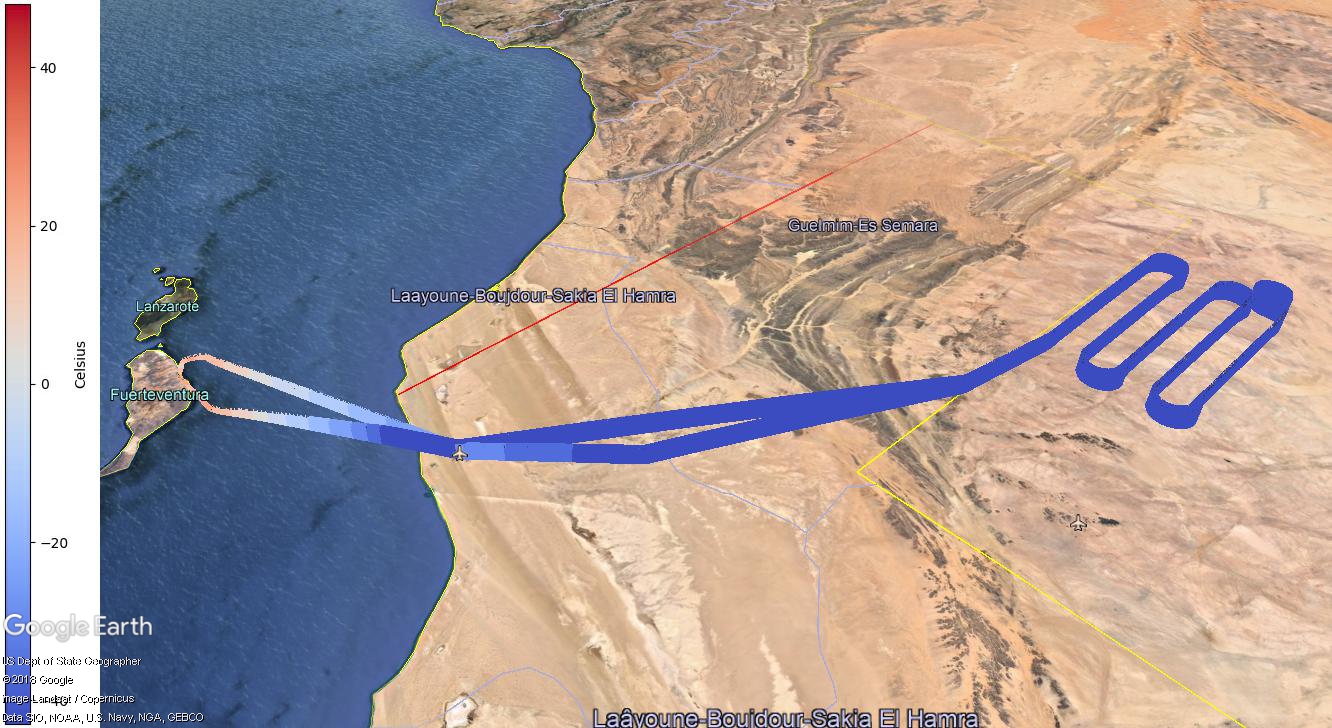 40
20
0
−20
Celsius
Lanzarote
Fuerteventura
Guelmim-Es Semara
Laayoune-Boujdour-Sakia El Hamra
Laâyoune-Boujdour-Sakia El Hamra
Google Earth
US Dept of State Geographer
©2018 Google
Image Landsat / Copernicus
Data SIO, NOAA, U.S. Navy, NGA, GEBCO